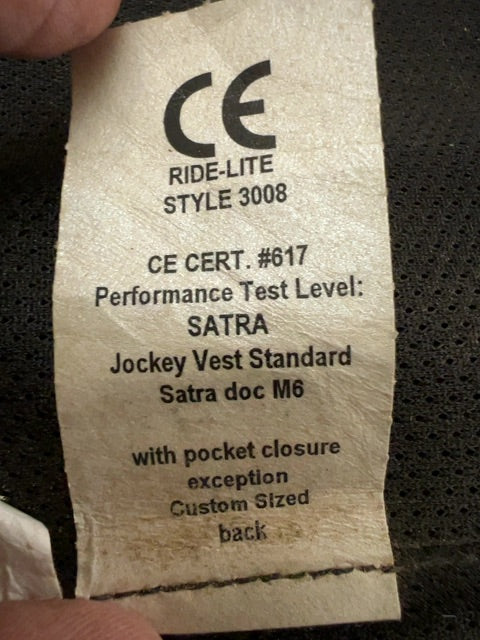 CE
RIDE-LITE
STYLE 3008
CE CERT. #617
Performance Test Level:
SATRA
Jockey Vest Standard
Satra doc M6
with pocket closure
exception
Custom Sized
back